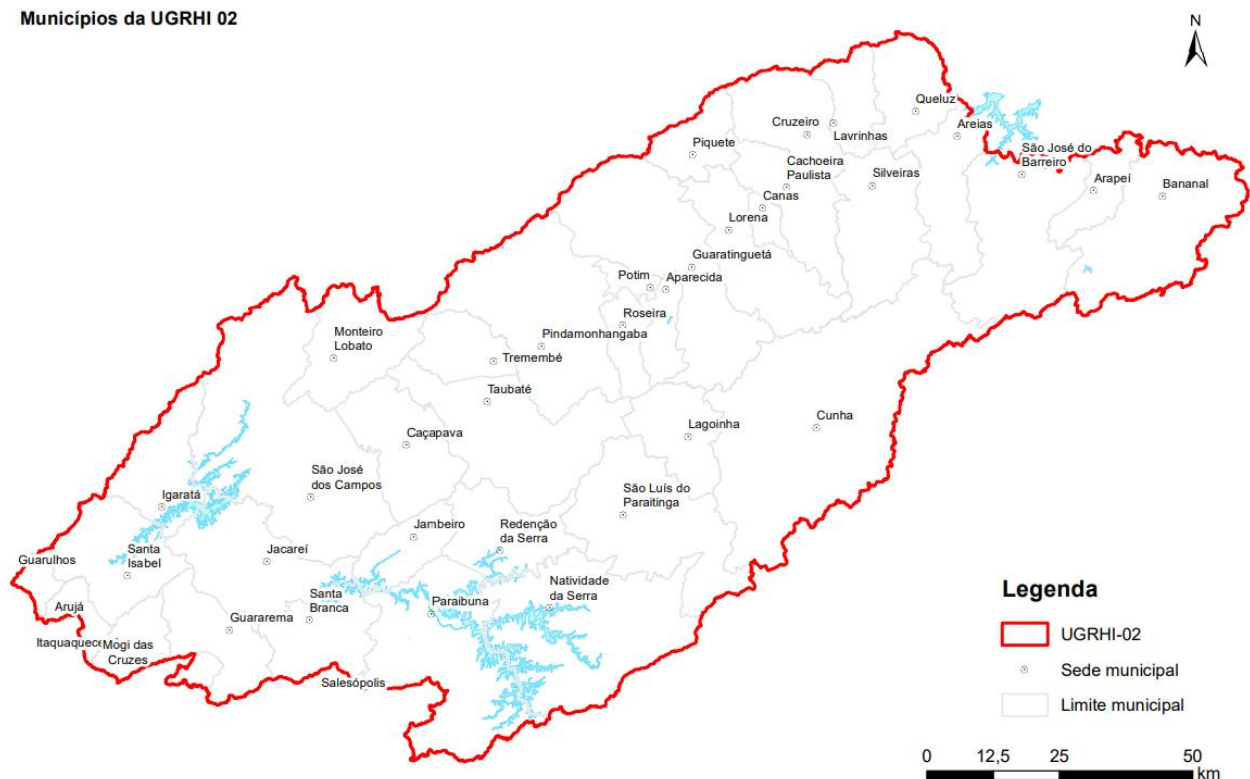 Municípios da UGRHI 02
N
Queluz
Cruzeiro
Lavrinhas
Areias
Piquete
São José do
Barreiro
Cachoeira
Paulista
Silveiras
Arapeí
Bananal
Canas
Lorena
Guaratinguetá
Potim
Aparecida
Roseira
Monteiro
Lobato
Pindamonhangaba
Tremembé
Taubaté
Cunha
Lagoinha
Caçapava
São José
dos Campos
Igaratá
São Luís do
Paraitinga
Jambeiro
Redenção
da Serra
Santa
Isabel
Jacareí
Guarulhos
Natividade
da Serra
Santa
Branca
Paraibuna
Arujá
Guararema
Mogi das
Cruzes
Salesópolis
Legenda
UGRHI-02
Sede municipal
Limite municipal
0 12,5 25 50
km